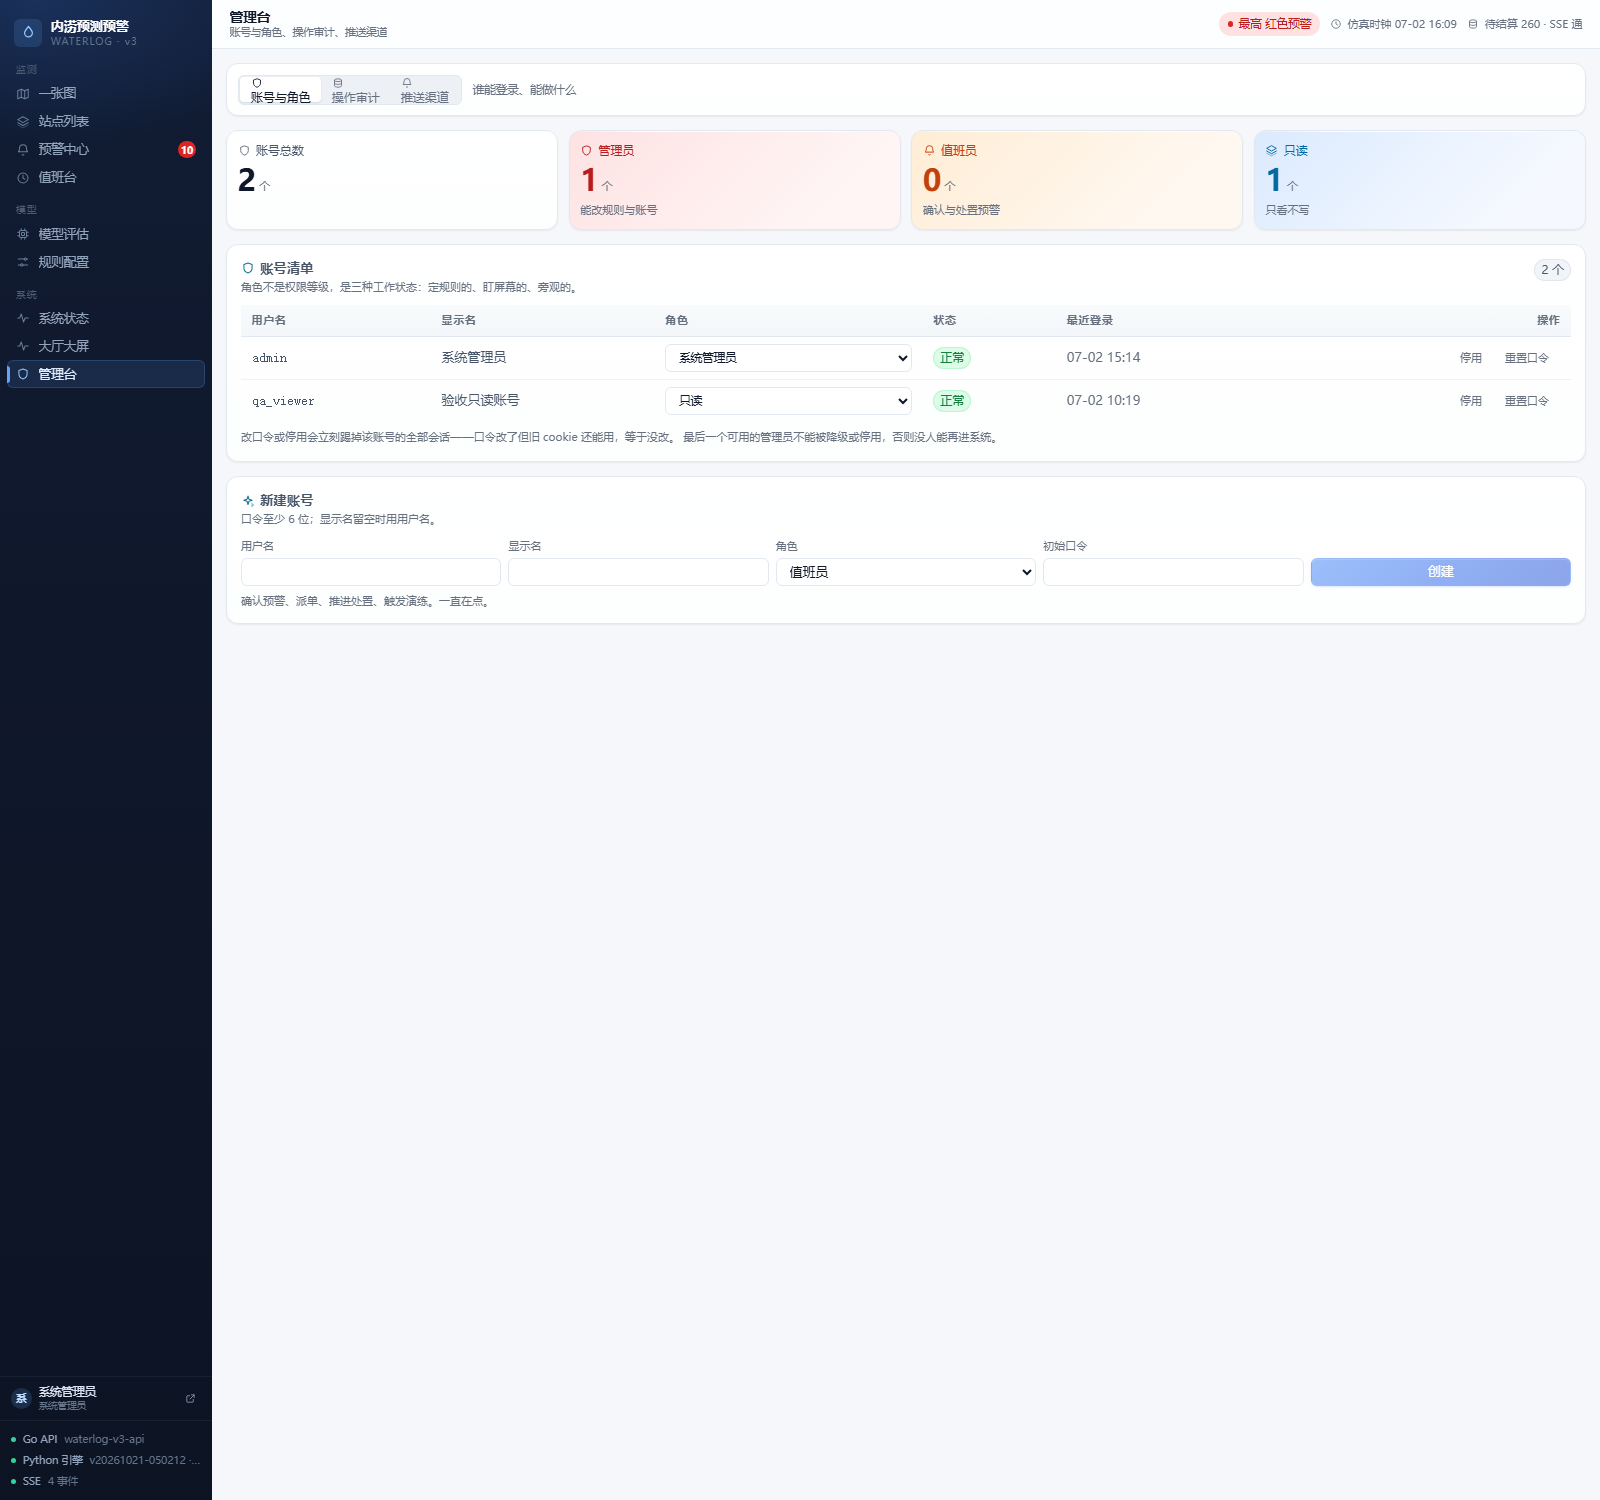 内涝预测预警
WATERLOG · v3
监测
一张图
站点列表
预警中心
10
值班台
模型
模型评估
规则配置
系统
系统状态
大厅大屏
管理台
系
系统管理员
系统管理员
Go API waterlog-v3-api
Python 引擎 v20261021-050212 ·…
SSE 4 事件
管理台
账号与角色、操作审计、推送渠道
最高 红色预警
仿真时钟 07-02 16:09
待结算 260 · SSE 通
账号与角色
操作审计
推送渠道
谁能登录、能做什么
账号总数
2 个
管理员
1 个
能改规则与账号
值班员
0 个
确认与处置预警
只读
1 个
只看不写
账号清单
2 个
角色不是权限等级，是三种工作状态：定规则的、盯屏幕的、旁观的。
用户名 显示名 角色 状态 最近登录 操作
admin 系统管理员 系统管理员 正常 07-02 15:14 停用 重置口令
qa_viewer 验收只读账号 只读 正常 07-02 10:19 停用 重置口令
改口令或停用会立刻踢掉该账号的全部会话——口令改了但旧 cookie 还能用，等于没改。 最后一个可用的管理员不能被降级或停用，否则没人能再进系统。
新建账号
口令至少 6 位；显示名留空时用用户名。
用户名 显示名 角色 初始口令
值班员
创建
确认预警、派单、推进处置、触发演练。一直在点。